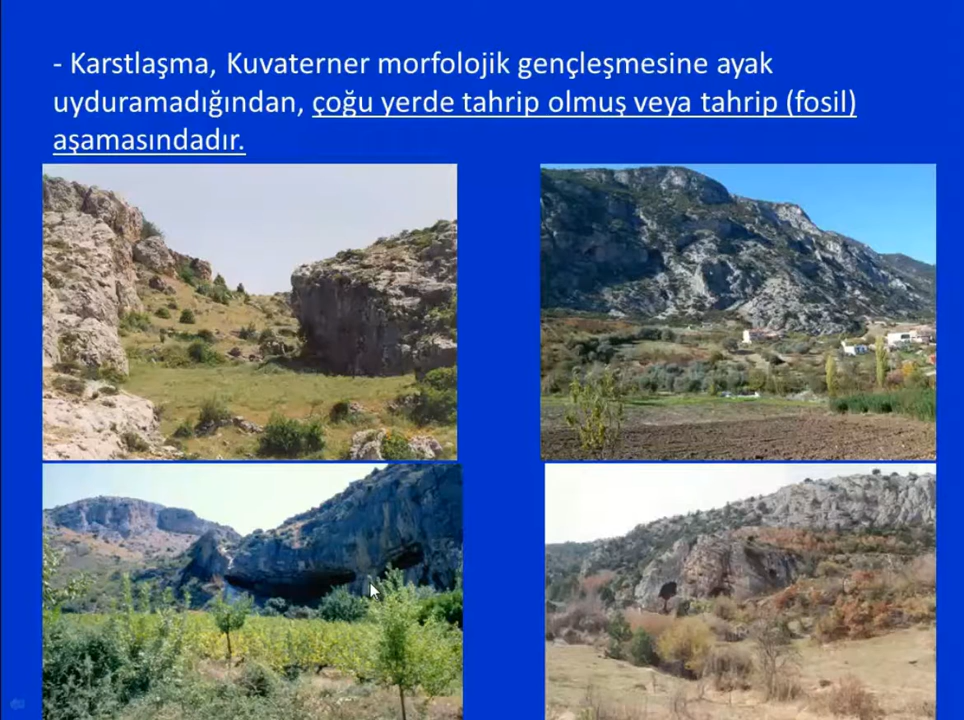 - Karstlaşma, Kuvaterner morfolojik gençleşmesine ayak
uyduramadığından, çoğu yerde tahrip olmuş veya tahrip (fosil)
aşamasındadır.